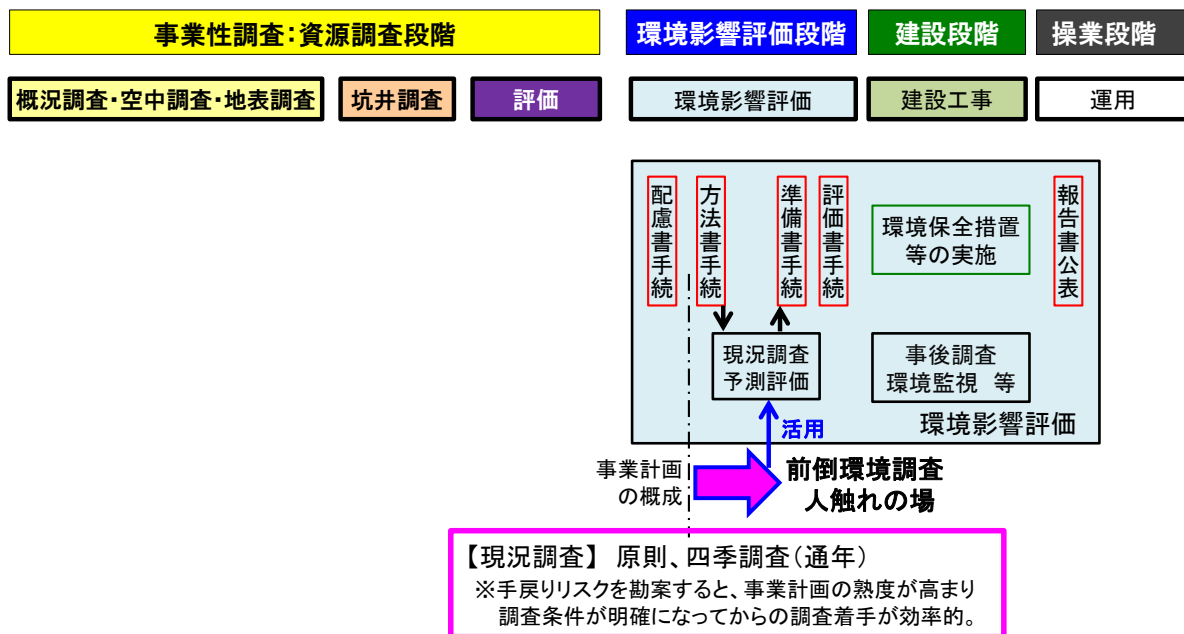 事業性調査:資源調査段階
環境影響評価段階
建設段階
操業段階
概況調査・空中調査・地表調査
坑井調査
評価
環境影響評価
建設工事
運用
配慮書手続
方法書手続
準備書手続
評価書手続
環境保全措置
等の実施
報告書公表
現況調査
予測評価
事後調査
環境監視 等
環境影響評価
活用
事業計画
の概成
前倒環境調査
人触れの場
【現況調査】 原則、四季調査(通年)
※手戻りリスクを勘案すると、事業計画の熟度が高まり
調査条件が明確になってからの調査着手が効率的。